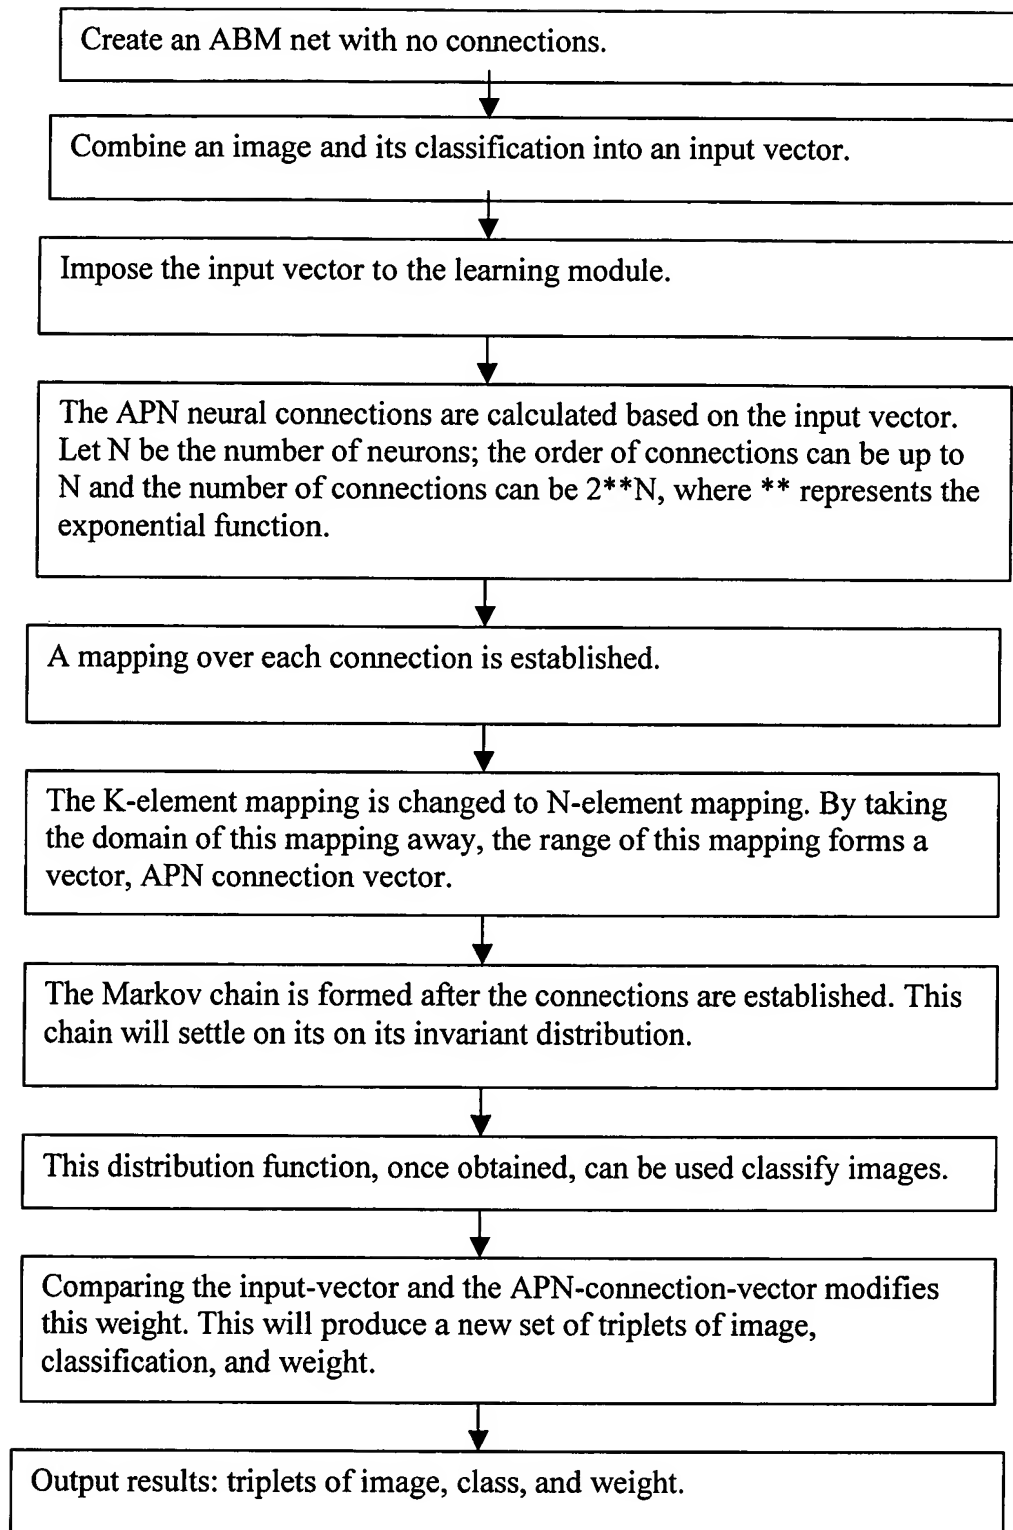 Create an ABM net with no connections.
Combine an image and its classification into an input vector.
Impose the input vector to the learning module.
The APN neural connections are calculated based on the input vector.
Let N be the number of neurons; the order of connections can be up to
N and the number of connections can be 2**N, where ** represents the
exponential function.
A mapping over each connection is established.
The K-element mapping is changed to N-element mapping. By taking
the domain of this mapping away, the range of this mapping forms a
vector, APN connection vector.
The Markov chain is formed after the connections are established. This
chain will settle on its on its invariant distribution.
This distribution function, once obtained, can be used classify images.
Comparing the input-vector and the APN-connection-vector modifies
this weight. This will produce a new set of triplets of image,
classification, and weight.
Output results: triplets of image, class, and weight.